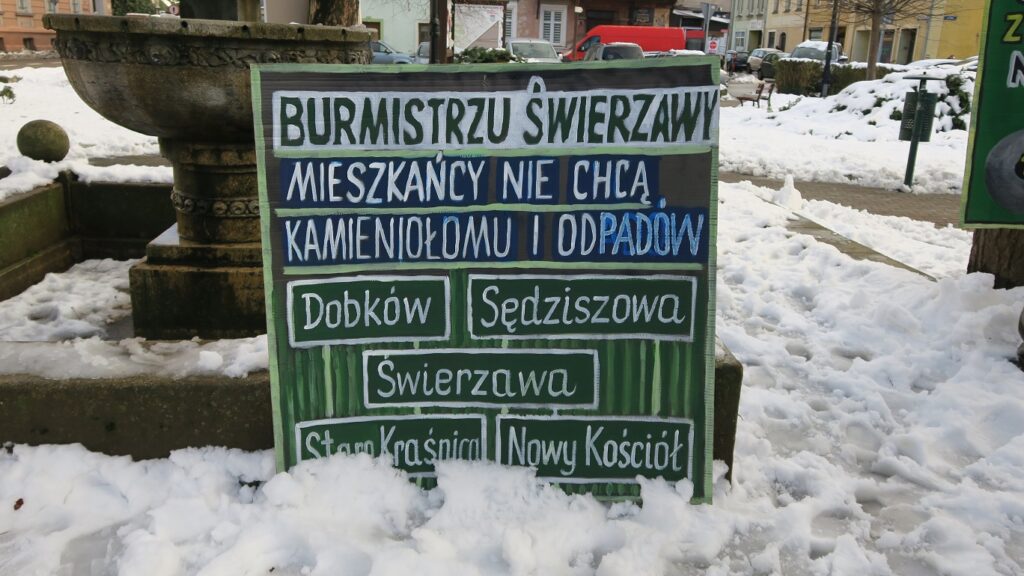 BURMISTRZU ŚWIERZAWY
MIESZKAŃCY NIE CHCĄ
KAMIENIOŁOMU I ODPADÓW
Dobków Sędziszowa
Świerzawa
Stara Kraśnica Nowy Kościół